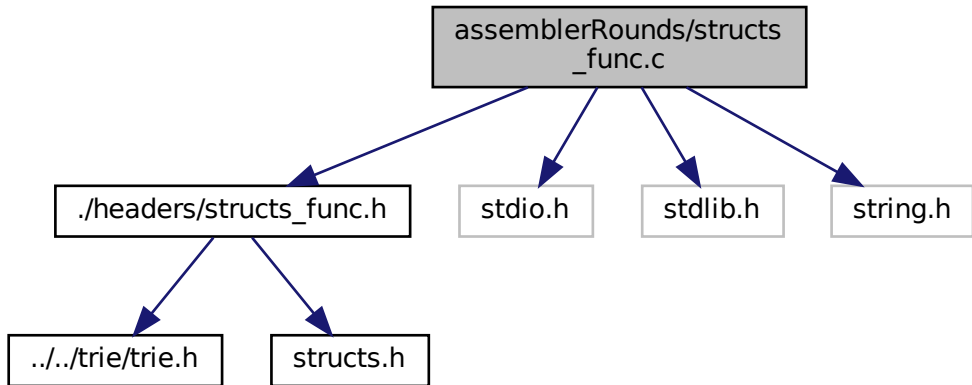 assemblerRounds/structs
_func.c
./headers/structs_func.h
stdio.h
stdlib.h
string.h
../../trie/trie.h
structs.h